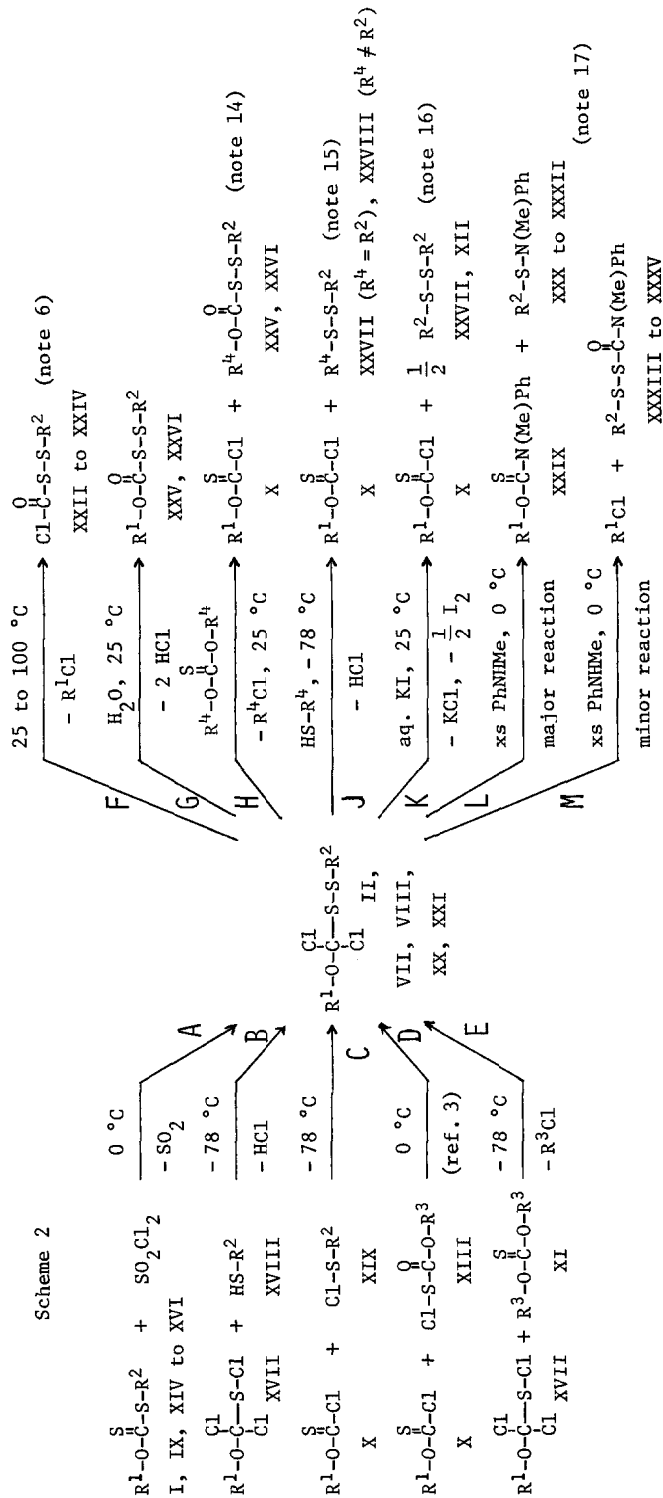 Scheme 2
R¹-O-C(=S)-S-R² + SO₂Cl₂
I, IX, XIV to XVI
0 °C
- SO₂
A
R¹-O-C(Cl)(Cl)-S-Cl + HS-R²
XVII XVIII
- 78 °C
- HCl
B
R¹-O-C(=S)-Cl + Cl-S-R²
X XIX
- 78 °C
C
R¹-O-C(=S)-Cl + Cl-S-C(=O)-O-R³
X XIII
0 °C
(ref. 3)
D
R¹-O-C(Cl)(Cl)-S-Cl + R³-O-C(=S)-O-R³
XVII XI
- 78 °C
-R³Cl
E
R¹-O-C(Cl)(Cl)-S-S-R²
II,
VII, VIII,
XX, XXI
F
25 to 100 °C
- R¹Cl
Cl-C(=O)-S-S-R² (note 6)
XXII to XXIV
G
H₂O, 25 °C
- 2 HCl
R¹-O-C(=O)-S-S-R²
XXV, XXVI
H
R⁴-O-C(=S)-O-R⁴
-R⁴Cl, 25 °C
R¹-O-C(=S)-Cl + R⁴-O-C(=O)-S-S-R² (note 14)
X XXV, XXVI
J
HS-R⁴, -78 °C
- HCl
R¹-O-C(=S)-Cl + R⁴-S-S-R² (note 15)
X XXVII (R⁴ = R²), XXVIII (R⁴ ≠ R²)
K
aq. KI, 25 °C
- KCl, - 1/2 I₂
R¹-O-C(=S)-Cl + 1/2 R²-S-S-R² (note 16)
X XXVII, XII
L
xs PhNHMe, 0 °C
major reaction
R¹-O-C(=S)-N(Me)Ph + R²-S-N(Me)Ph
XXIX XXX to XXXII
M
xs PhNHMe, 0 °C
minor reaction
(note 17)
R¹Cl + R²-S-S-C(=O)-N(Me)Ph
XXXIII to XXXV